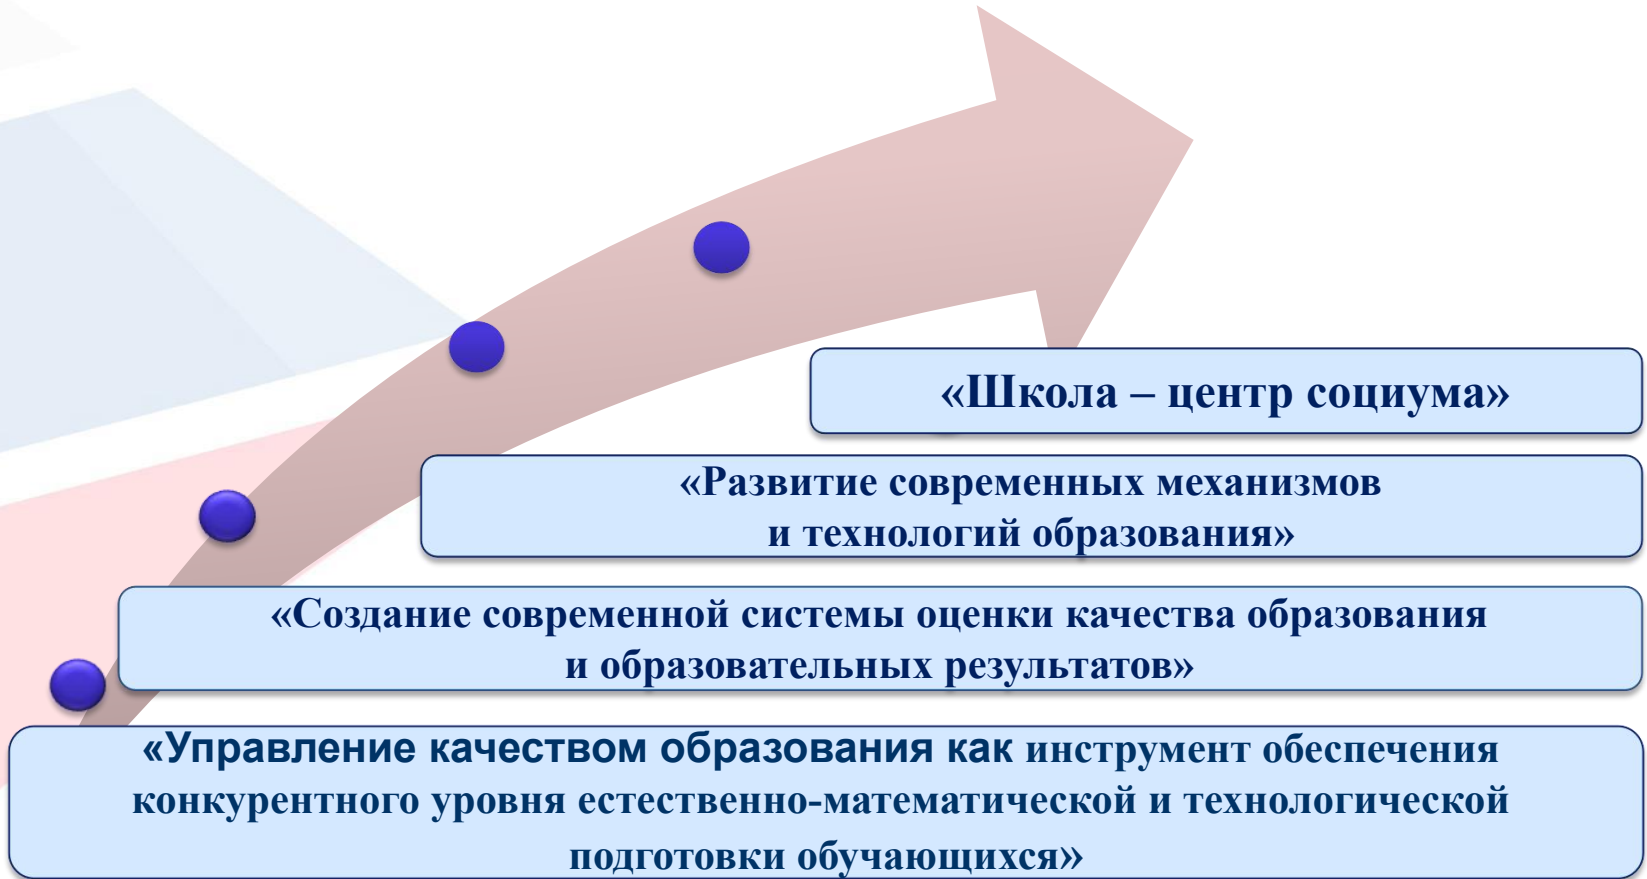 «Школа – центр социума»
«Развитие современных механизмов
и технологий образования»
«Создание современной системы оценки качества образования
и образовательных результатов»
«Управление качеством образования как инструмент обеспечения
конкурентного уровня естественно-математической и технологической
подготовки обучающихся»